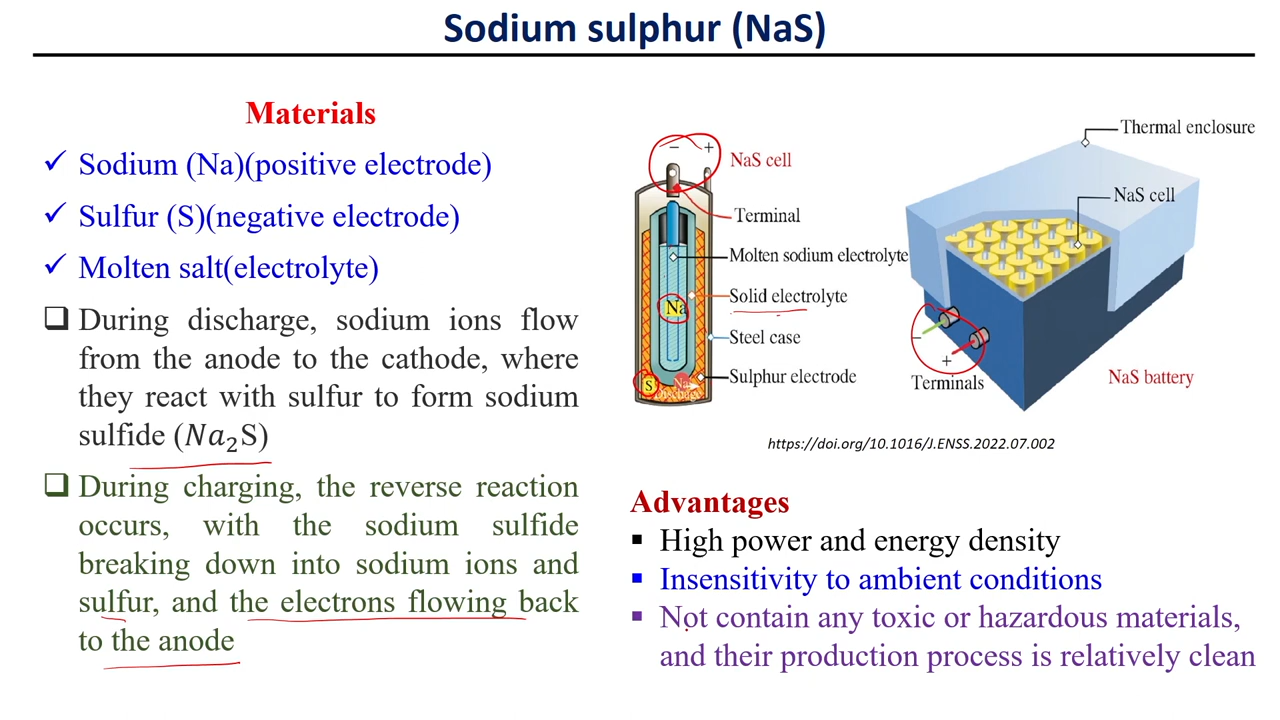 Sodium sulphur (NaS)
Materials
✓ Sodium (Na)(positive electrode)
✓ Sulfur (S)(negative electrode)
✓ Molten salt(electrolyte)
❑ During discharge, sodium ions flow
from the anode to the cathode, where
they react with sulfur to form sodium
sulfide (Na₂S)
❑ During charging, the reverse reaction
occurs, with the sodium sulfide
breaking down into sodium ions and
sulfur, and the electrons flowing back
to the anode
− +
NaS cell
Terminal
Molten sodium electrolyte
Solid electrolyte
Steel case
Sulphur electrode
Na
S
Na
Thermal enclosure
NaS cell
−
+
Terminals
NaS battery
https://doi.org/10.1016/J.ENSS.2022.07.002
Advantages
▪ High power and energy density
▪ Insensitivity to ambient conditions
▪ Not contain any toxic or hazardous materials,
and their production process is relatively clean